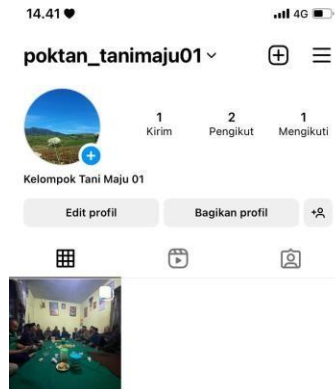 14.41
4G
poktan_tanimaju01
1 2 1
Kirim Pengikut Mengikuti
Kelompok Tani Maju 01
Edit profil Bagikan profil